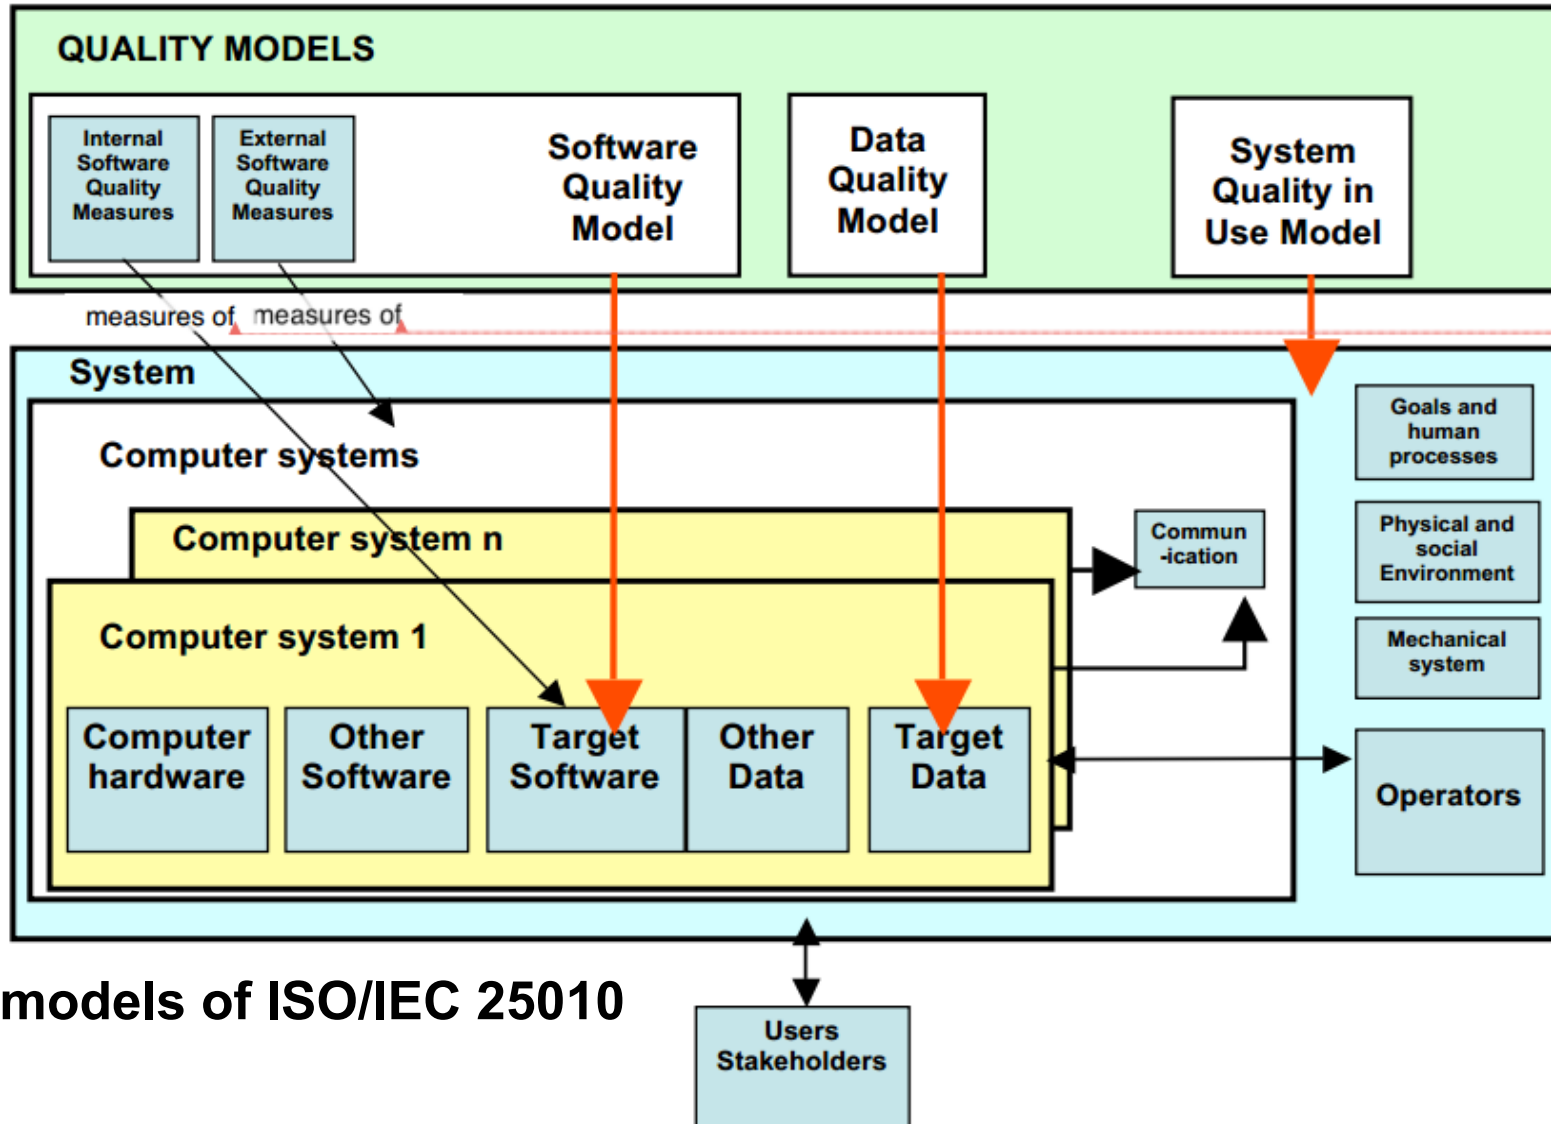 QUALITY MODELS
Internal
Software
Quality
Measures
External
Software
Quality
Measures
Software
Quality
Model
Data
Quality
Model
System
Quality in
Use Model
measures of
measures of
System
Computer systems
Computer system n
Computer system 1
Computer
hardware
Other
Software
Target
Software
Other
Data
Target
Data
Commun
-ication
Goals and
human
processes
Physical and
social
Environment
Mechanical
system
Operators
models of ISO/IEC 25010
Users
Stakeholders